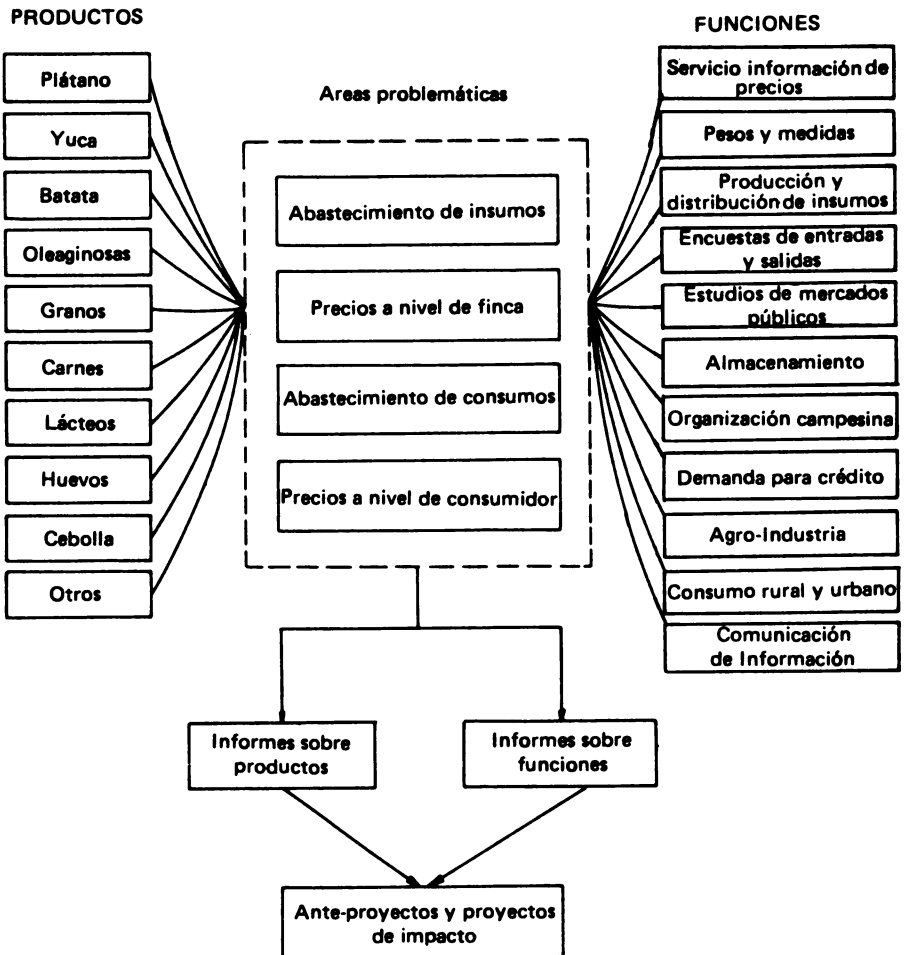 PRODUCTOS
Plátano
Yuca
Batata
Oleaginosas
Granos
Carnes
Lácteos
Huevos
Cebolla
Otros
Areas problemáticas
Abastecimiento de insumos
Precios a nivel de finca
Abastecimiento de consumos
Precios a nivel de consumidor
FUNCIONES
Servicio información de
precios
Pesos y medidas
Producción y
distribución de insumos
Encuestas de entradas
y salidas
Estudios de mercados
públicos
Almacenamiento
Organización campesina
Demanda para crédito
Agro-Industria
Consumo rural y urbano
Comunicación
de Información
Informes sobre
productos
Informes sobre
funciones
Ante-proyectos y proyectos
de impacto